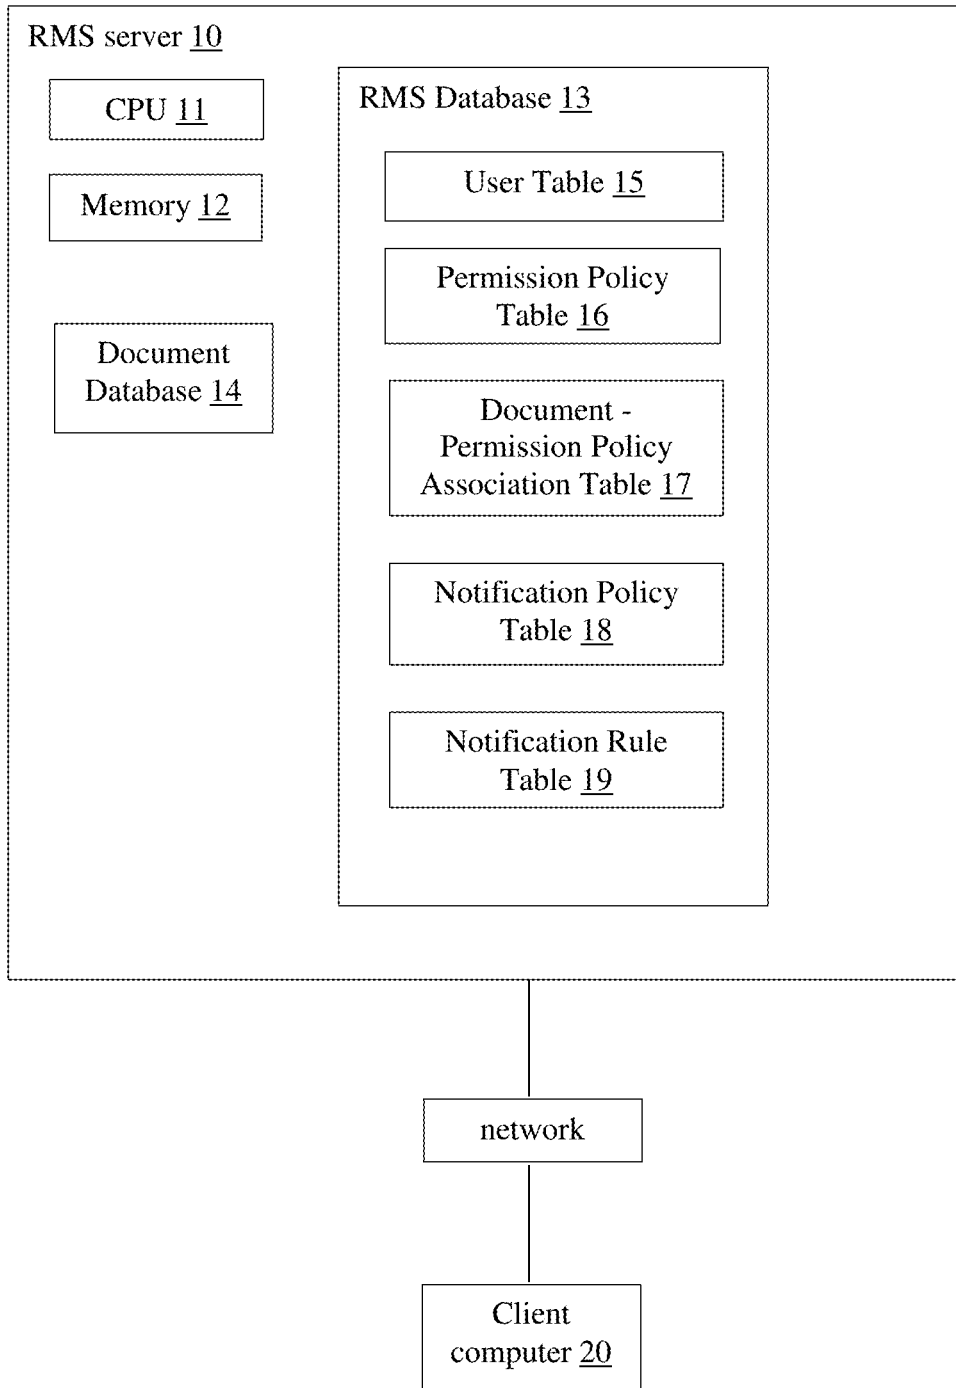 RMS server 10
CPU 11
Memory 12
Document
Database 14
RMS Database 13
User Table 15
Permission Policy
Table 16
Document -
Permission Policy
Association Table 17
Notification Policy
Table 18
Notification Rule
Table 19
network
Client
computer 20